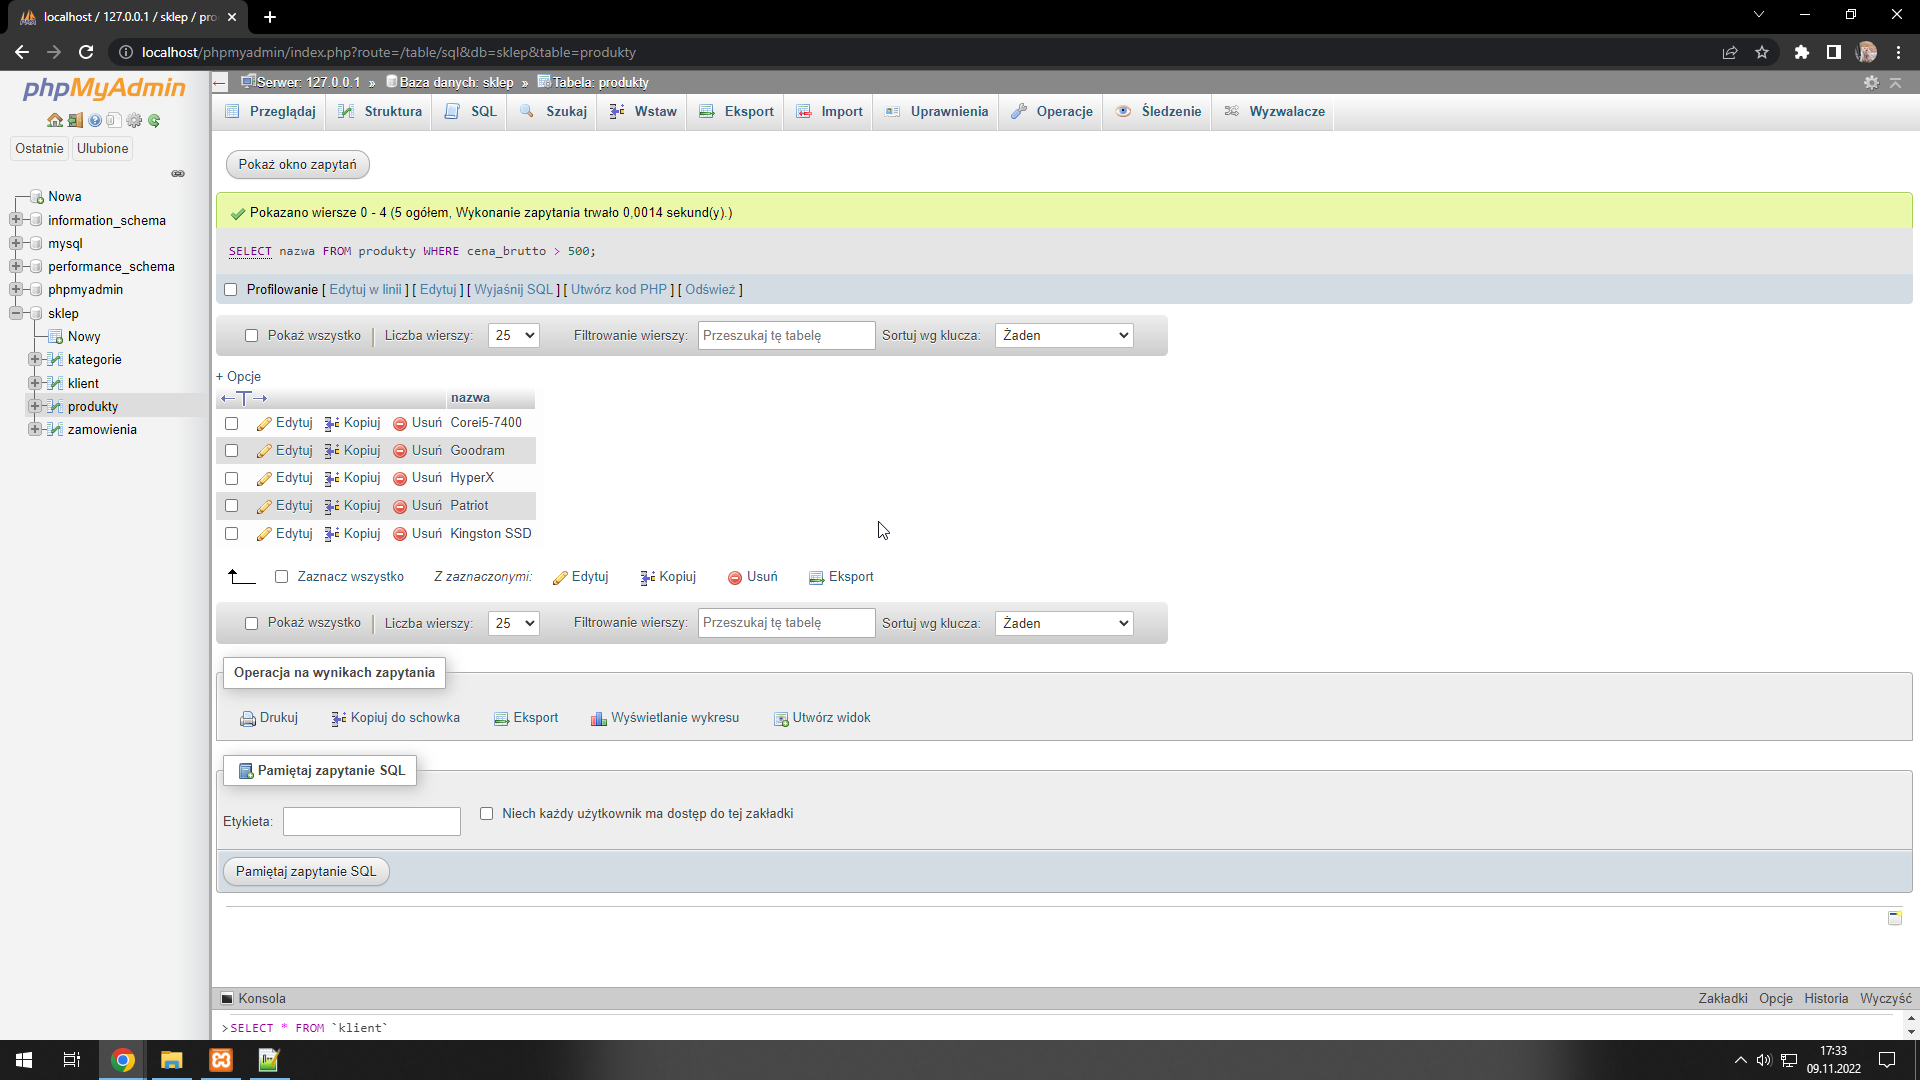 localhost / 127.0.0.1 / sklep / pro
localhost/phpmyadmin/index.php?route=/table/sql&db=sklep&table=produkty
phpMyAdmin
Ostatnie Ulubione
Nowa
information_schema
mysql
performance_schema
phpmyadmin
sklep
Nowy
kategorie
klient
produkty
zamowienia
Serwer: 127.0.0.1 » Baza danych: sklep » Tabela: produkty
Przeglądaj Struktura SQL Szukaj Wstaw Eksport Import Uprawnienia Operacje Śledzenie Wyzwalacze
Pokaż okno zapytań
Pokazano wiersze 0 - 4 (5 ogółem, Wykonanie zapytania trwało 0,0014 sekund(y).)
SELECT nazwa FROM produkty WHERE cena_brutto > 500;
Profilowanie [ Edytuj w linii ] [ Edytuj ] [ Wyjaśnij SQL ] [ Utwórz kod PHP ] [ Odśwież ]
Pokaż wszystko Liczba wierszy: 25 Filtrowanie wierszy: Przeszukaj tę tabelę Sortuj wg klucza: Żaden
+ Opcje
←T→ nazwa
Edytuj Kopiuj Usuń Corei5-7400
Edytuj Kopiuj Usuń Goodram
Edytuj Kopiuj Usuń HyperX
Edytuj Kopiuj Usuń Patriot
Edytuj Kopiuj Usuń Kingston SSD
Zaznacz wszystko Z zaznaczonymi: Edytuj Kopiuj Usuń Eksport
Pokaż wszystko Liczba wierszy: 25 Filtrowanie wierszy: Przeszukaj tę tabelę Sortuj wg klucza: Żaden
Operacja na wynikach zapytania
Drukuj Kopiuj do schowka Eksport Wyświetlanie wykresu Utwórz widok
Pamiętaj zapytanie SQL
Etykieta: Niech każdy użytkownik ma dostęp do tej zakładki
Pamiętaj zapytanie SQL
Konsola Zakładki Opcje Historia Wyczyść
>SELECT * FROM `klient`
17:33
09.11.2022